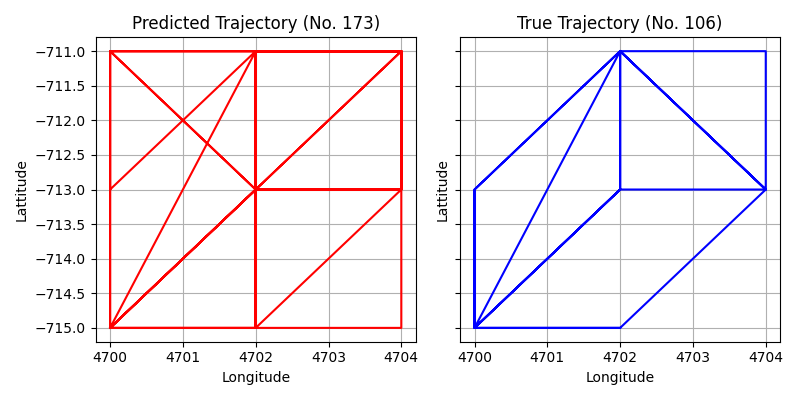 Predicted Trajectory (No. 173)
True Trajectory (No. 106)
Lattitude
−711.0
−711.5
−712.0
−712.5
−713.0
−713.5
−714.0
−714.5
−715.0
4700 4701 4702 4703 4704
Longitude
Lattitude
4700 4701 4702 4703 4704
Longitude